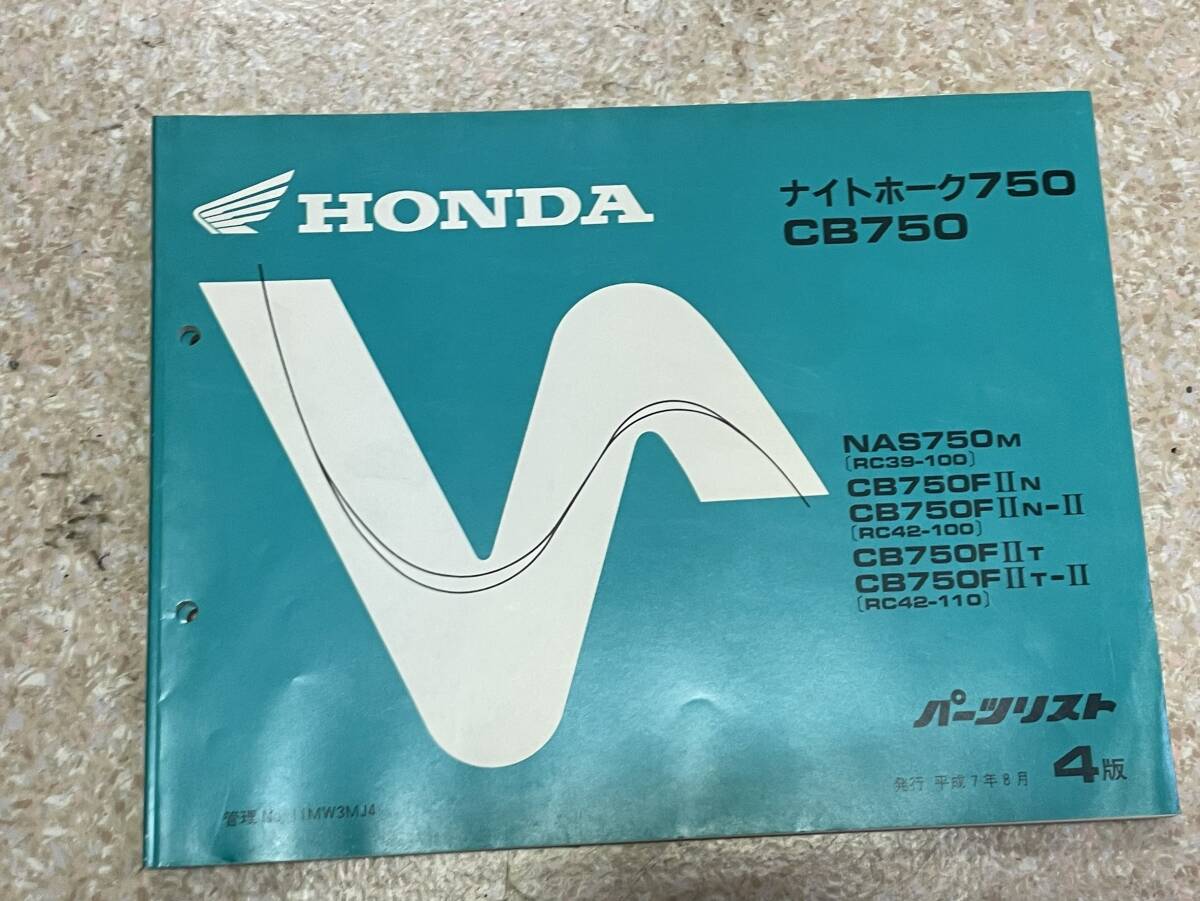 HONDA
ナイトホーク750
CB750
NAS750M
〔RC39-100〕
CB750FⅡN
CB750FⅡN-Ⅱ
〔RC42-100〕
CB750FⅡT
CB750FⅡT-Ⅱ
〔RC42-110〕
パーツリスト
発行 平成7年8月 4版
管理 No. 11MW3MJ4